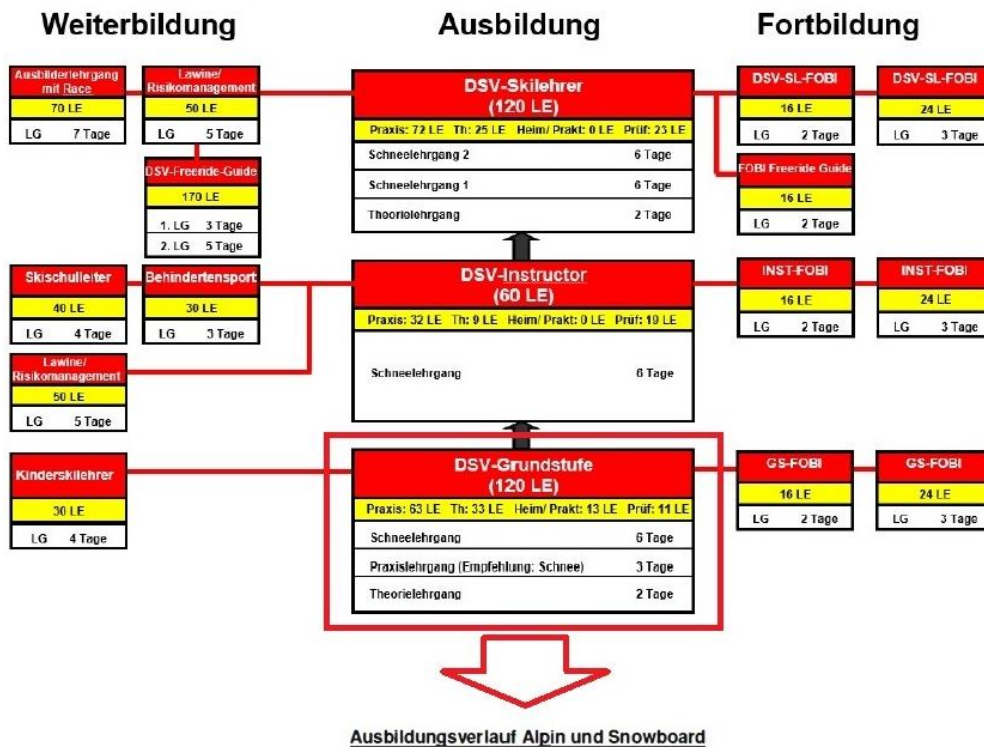 Weiterbildung
Ausbildung
Fortbildung
Ausbilderlehrgang
mit Race
70 LE
LG 7 Tage
Lawine/
Risikomanagement
50 LE
LG 5 Tage
DSV-Freeride-Guide
170 LE
1. LG 3 Tage
2. LG 5 Tage
DSV-Skilehrer
(120 LE)
Praxis: 72 LE Th: 25 LE Heim/ Prakt: 0 LE Prüf: 23 LE
Schneelehrgang 2 6 Tage
Schneelehrgang 1 6 Tage
Theorielehrgang 2 Tage
DSV-SL-FOBI
16 LE
LG 2 Tage
DSV-SL-FOBI
24 LE
LG 3 Tage
FOBI Freeride Guide
16 LE
LG 2 Tage
Skischulleiter
40 LE
LG 4 Tage
Behindertensport
30 LE
LG 3 Tage
Lawine/
Risikomanagement
50 LE
LG 5 Tage
DSV-Instructor
(60 LE)
Praxis: 32 LE Th: 9 LE Heim/ Prakt: 0 LE Prüf: 19 LE
Schneelehrgang 6 Tage
INST-FOBI
16 LE
LG 2 Tage
INST-FOBI
24 LE
LG 3 Tage
Kinderskilehrer
30 LE
LG 4 Tage
DSV-Grundstufe
(120 LE)
Praxis: 63 LE Th: 33 LE Heim/ Prakt: 13 LE Prüf: 11 LE
Schneelehrgang 6 Tage
Praxislehrgang (Empfehlung: Schnee) 3 Tage
Theorielehrgang 2 Tage
GS-FOBI
16 LE
LG 2 Tage
GS-FOBI
24 LE
LG 3 Tage
Ausbildungsverlauf Alpin und Snowboard